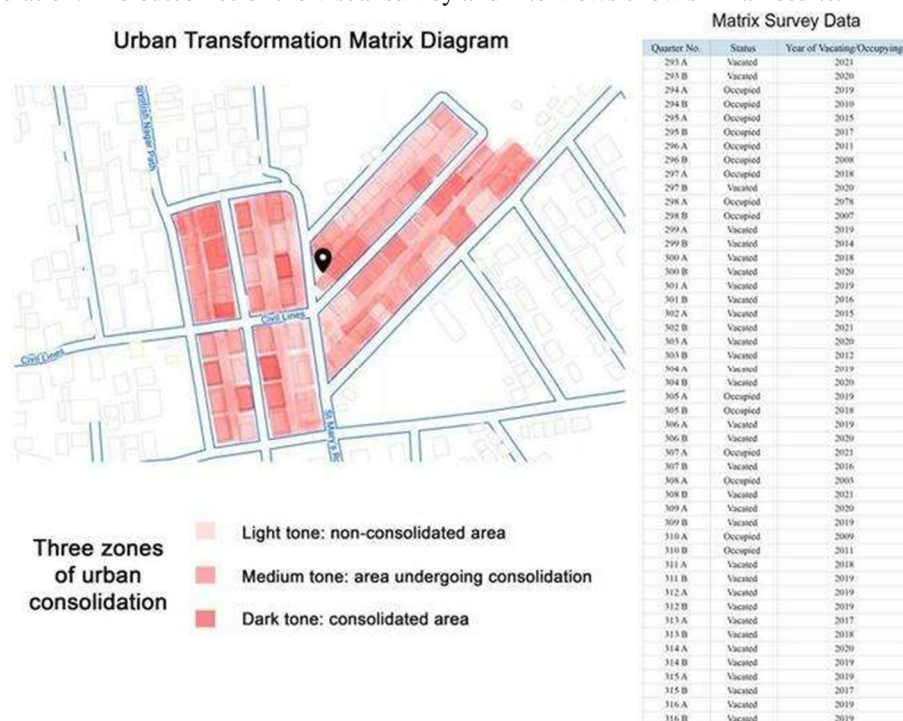 Matrix Survey Data
Urban Transformation Matrix Diagram
Quarter No. Status Year of Vacating/Occupying
293 A Vacated 2021
293 B Vacated 2020
294 A Occupied 2019
294 B Occupied 2010
295 A Occupied 2015
295 B Occupied 2017
296 A Occupied 2011
296 B Occupied 2008
297 A Occupied 2018
297 B Vacated 2020
298 A Occupied 2078
298 B Occupied 2007
299 A Vacated 2019
299 B Vacated 2014
300 A Vacated 2018
300 B Vacated 2020
301 A Vacated 2019
301 B Vacated 2016
302 A Vacated 2015
302 B Vacated 2021
303 A Vacated 2020
303 B Vacated 2012
304 A Vacated 2019
304 B Vacated 2020
305 A Occupied 2019
305 B Occupied 2018
306 A Vacated 2019
306 B Vacated 2020
307 A Occupied 2021
307 B Vacated 2016
308 A Occupied 2005
308 B Vacated 2021
309 A Vacated 2020
309 B Vacated 2019
310 A Occupied 2009
310 B Occupied 2011
311 A Vacated 2018
311 B Vacated 2019
312 A Vacated 2019
312 B Vacated 2019
313 A Vacated 2017
313 B Vacated 2018
314 A Vacated 2020
314 B Vacated 2019
315 A Vacated 2019
315 B Vacated 2017
316 A Vacated 2019
316 B Vacated 2019
Nagar Path
Civil Lines
Civil Lines
St Mary's
Three zones
of urban
consolidation
Light tone: non-consolidated area
Medium tone: area undergoing consolidation
Dark tone: consolidated area